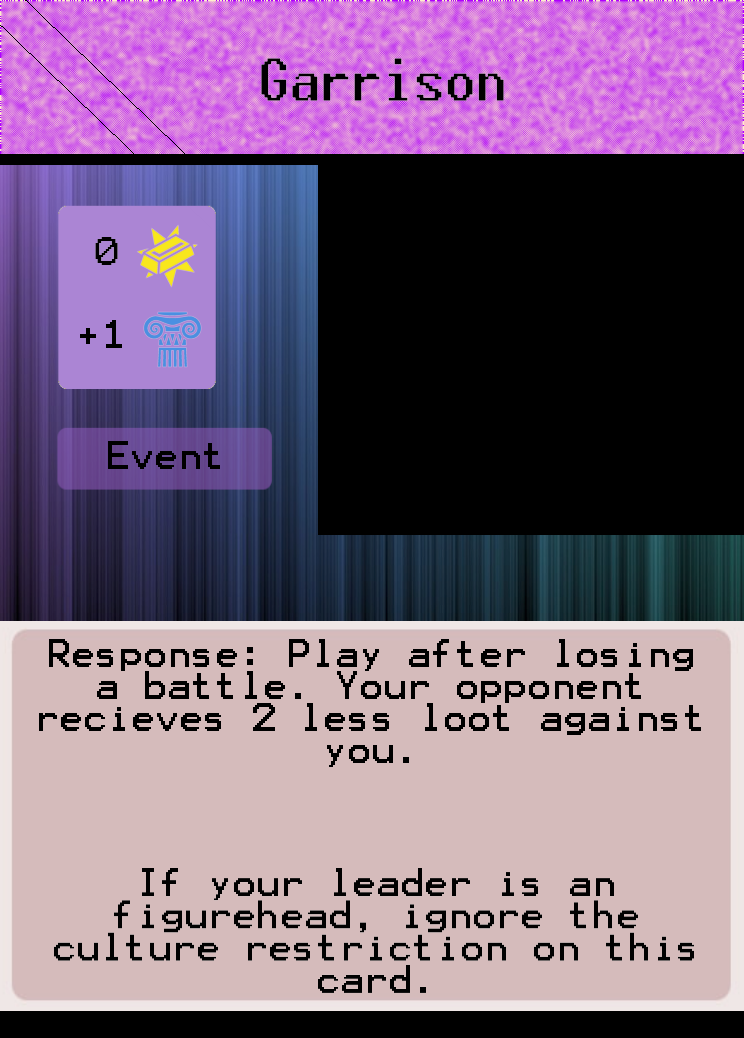 Garrison
0
+1
Event
Response: Play after losing
a battle. Your opponent
recieves 2 less loot against
you.
If your leader is an
figurehead, ignore the
culture restriction on this
card.